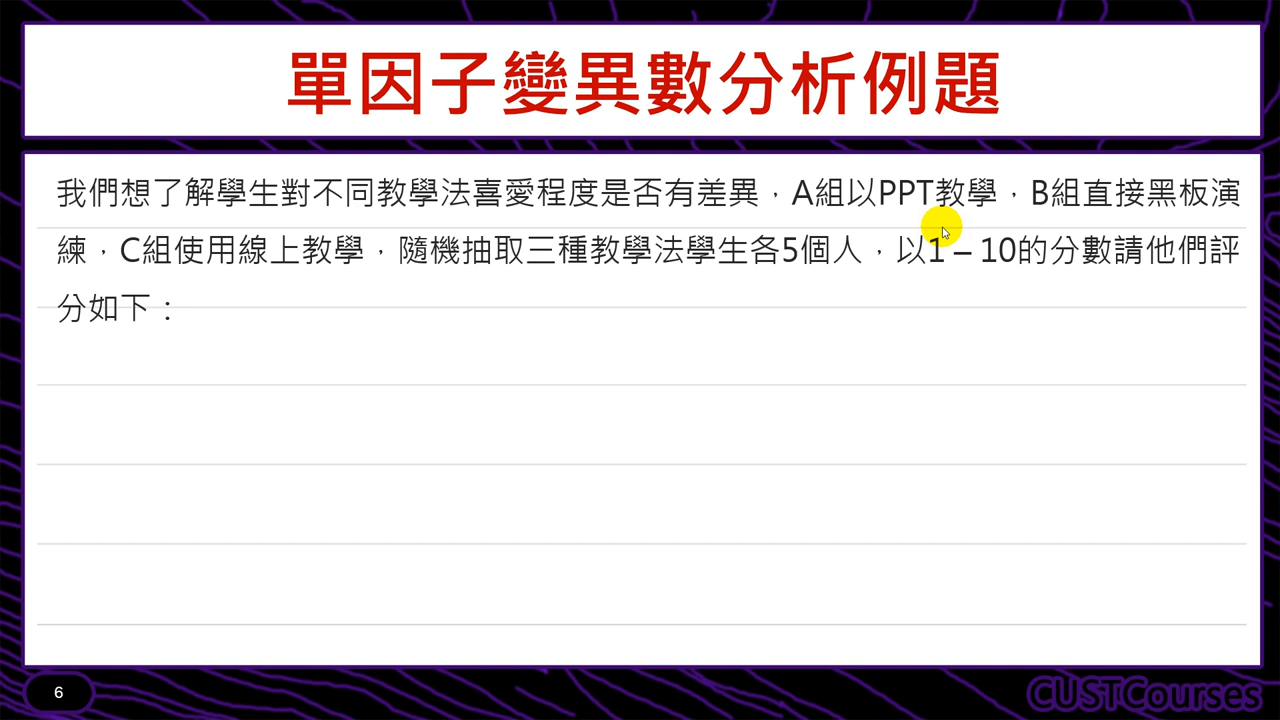 單因子變異數分析例題
我們想了解學生對不同教學法喜愛程度是否有差異，A組以PPT教學，B組直接黑板演
練，C組使用線上教學，隨機抽取三種教學法學生各5個人，以1 – 10的分數請他們評
分如下：
6
CUSTCourses